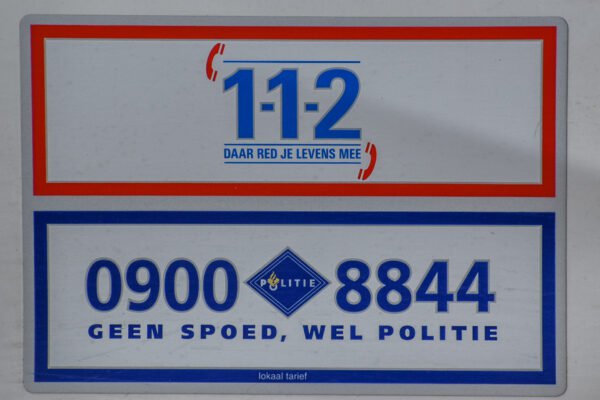 1-1-2
DAAR RED JE LEVENS MEE
0900 POLITIE 8844
GEEN SPOED, WEL POLITIE
lokaal tarief